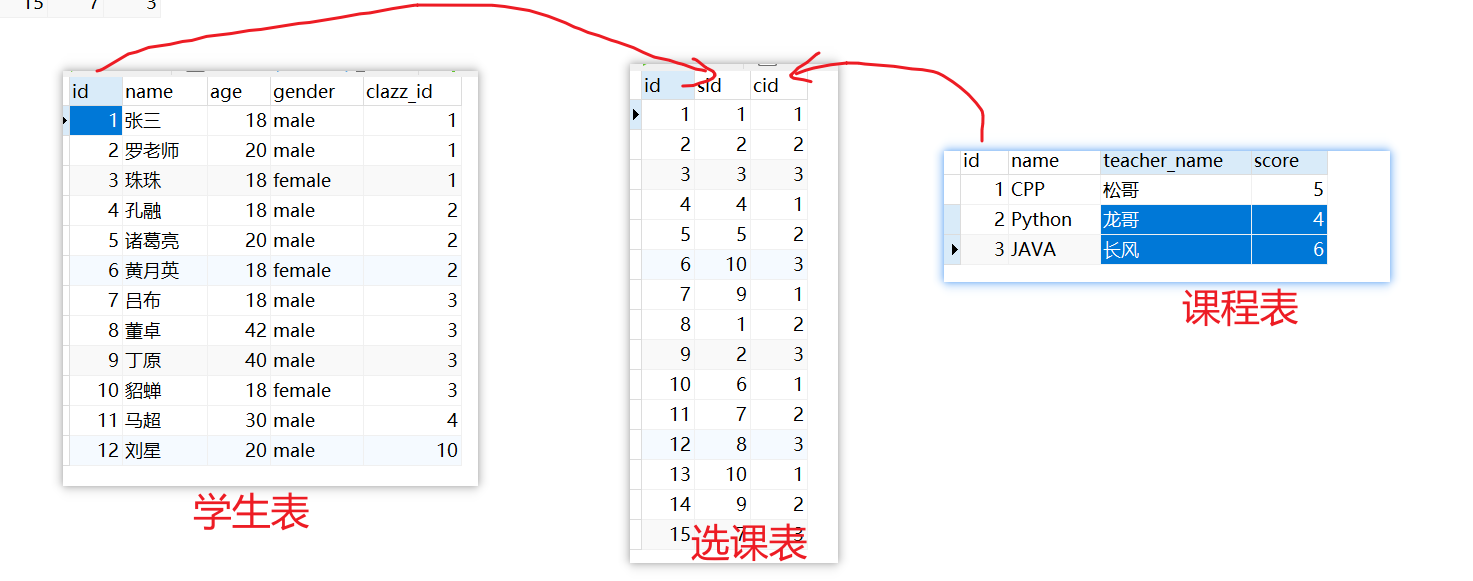 15 7 3
id name age gender clazz_id
1 张三 18 male 1
2 罗老师 20 male 1
3 珠珠 18 female 1
4 孔融 18 male 2
5 诸葛亮 20 male 2
6 黄月英 18 female 2
7 吕布 18 male 3
8 董卓 42 male 3
9 丁原 40 male 3
10 貂蝉 18 female 3
11 马超 30 male 4
12 刘星 20 male 10
学生表
id sid cid
1 1 1
2 2 2
3 3 3
4 4 1
5 5 2
6 10 3
7 9 1
8 1 2
9 2 3
10 6 1
11 7 2
12 8 3
13 10 1
14 9 2
15 7 3
选课表
id name teacher_name score
1 CPP 松哥 5
2 Python 龙哥 4
3 JAVA 长风 6
课程表